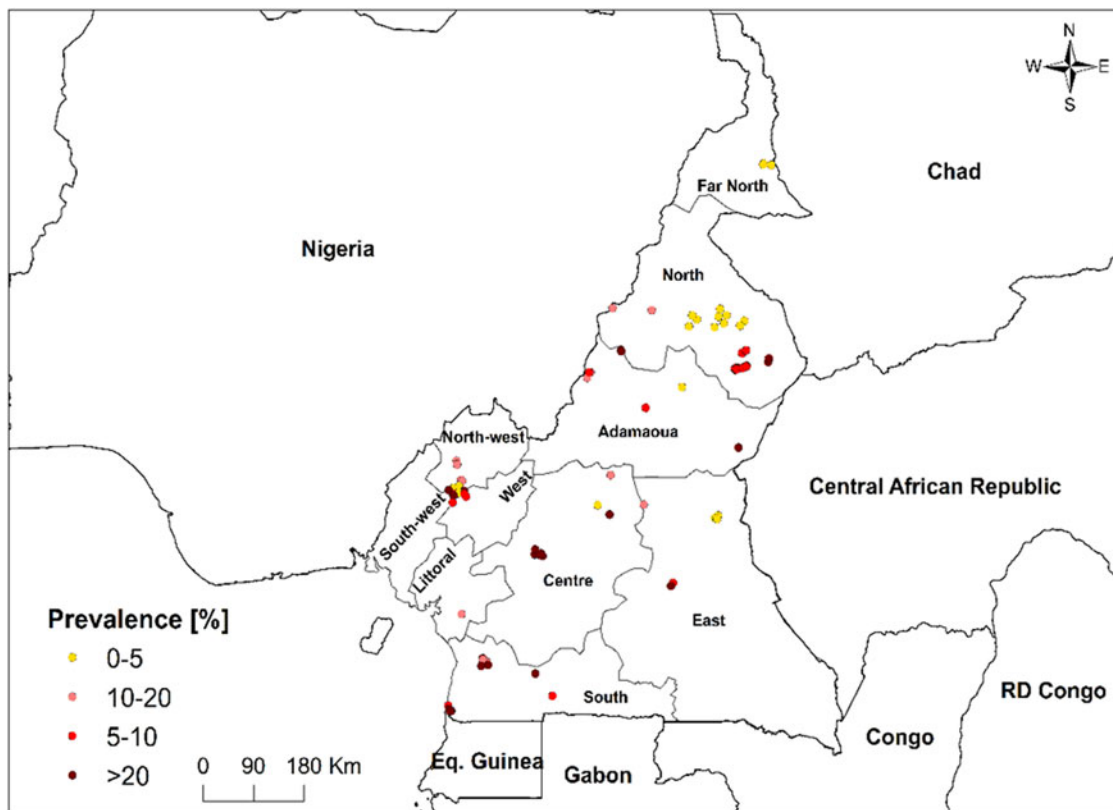 N
W E
S
Chad
Far North
Nigeria
North
North-west
Adamaoua
West
South-west
Central African Republic
Littoral
Centre
East
Prevalence [%]
0-5
10-20
5-10
>20
South
RD Congo
Congo
Eq. Guinea
Gabon
0 90 180 Km